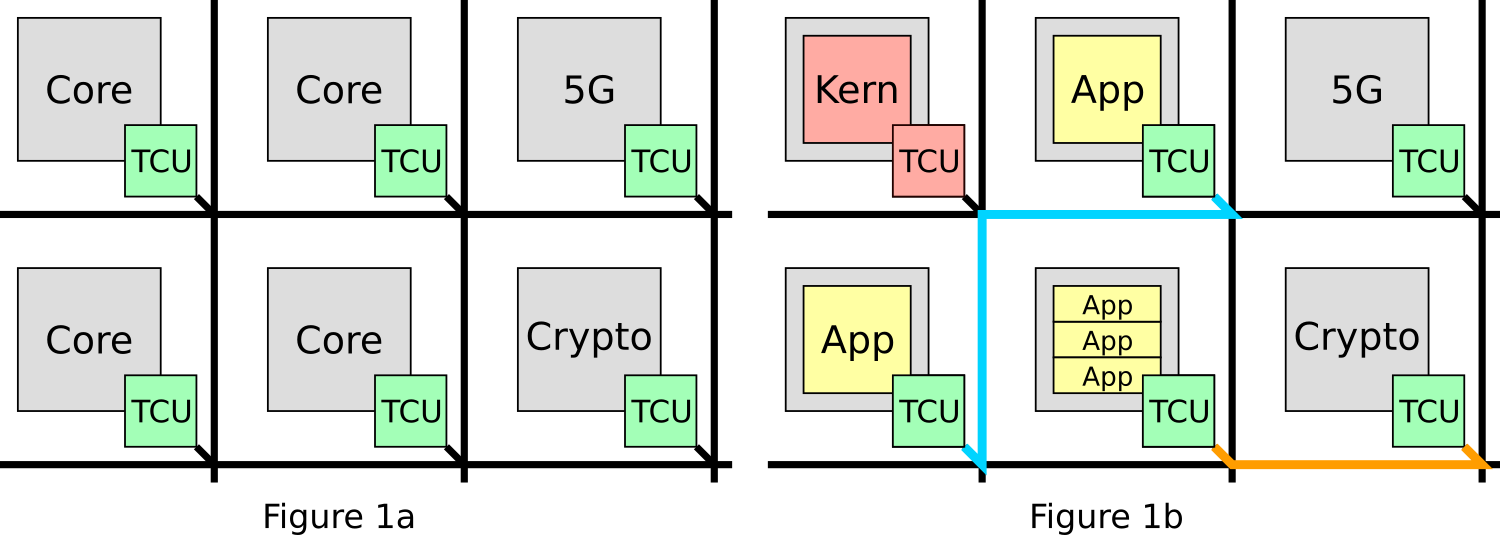 Core
TCU
Core
TCU
5G
TCU
Core
TCU
Core
TCU
Crypto
TCU
Figure 1a
Kern
TCU
App
TCU
5G
TCU
App
TCU
App
App
App
TCU
Crypto
TCU
Figure 1b